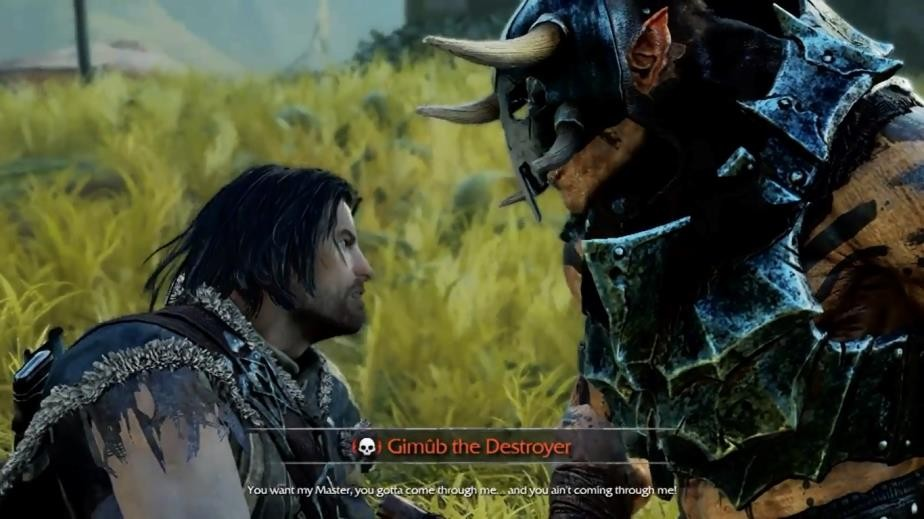 Gimûb the Destroyer
You want my Master, you gotta come through me... and you ain't coming through me!